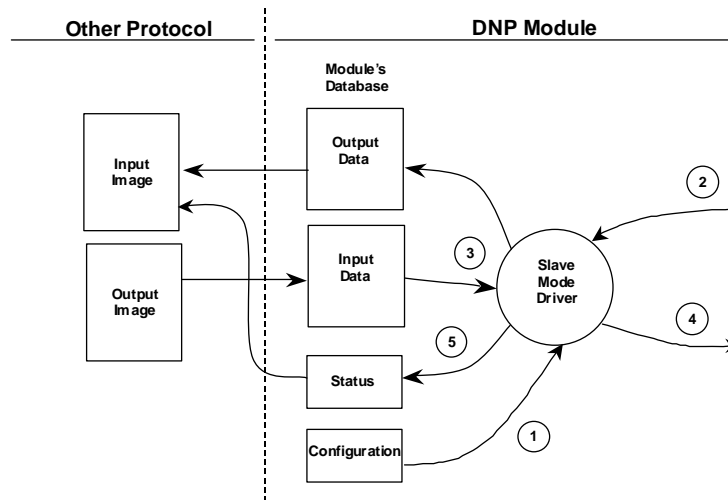 Other Protocol
DNP Module
Module's
Database
Input
Image
Output
Data
2
Output
Image
Input
Data
3
Slave
Mode
Driver
4
5
Status
Configuration
1